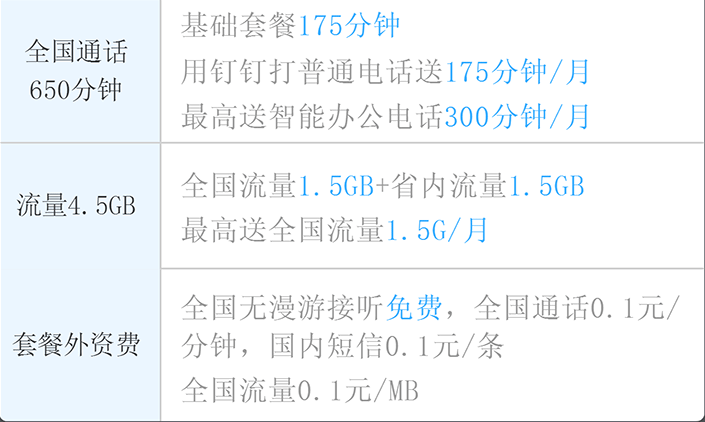 全国通话
650分钟
基础套餐175分钟
用钉钉打普通电话送175分钟/月
最高送智能办公电话300分钟/月
流量4.5GB
全国流量1.5GB+省内流量1.5GB
最高送全国流量1.5G/月
套餐外资费
全国无漫游接听免费，全国通话0.1元/
分钟，国内短信0.1元/条
全国流量0.1元/MB